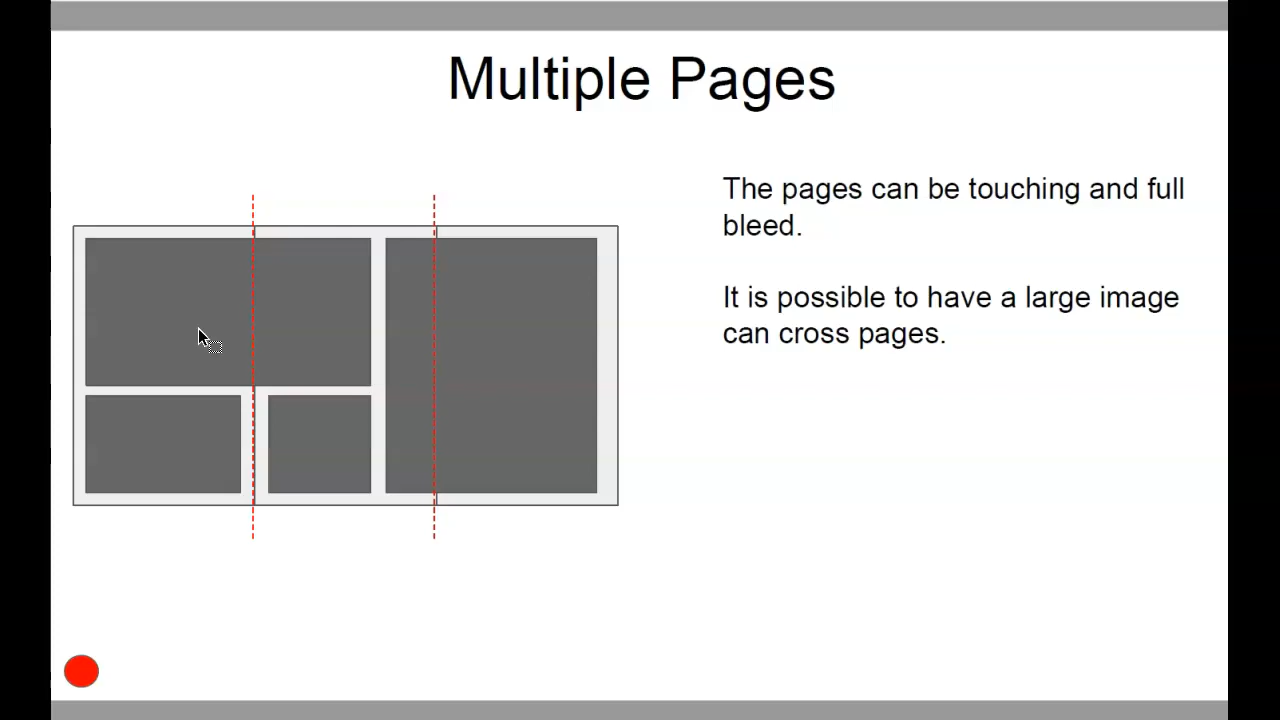 Multiple Pages
The pages can be touching and full
bleed.
It is possible to have a large image
can cross pages.